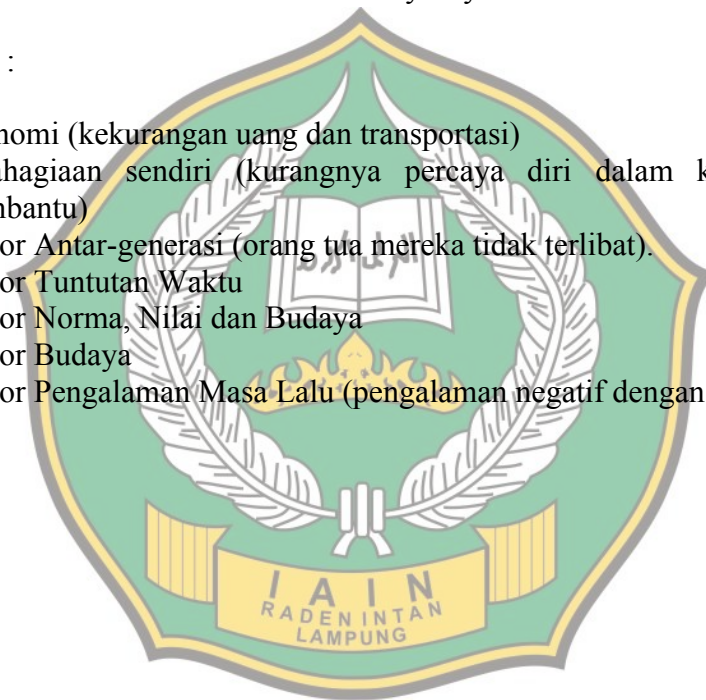 :
nomi (kekurangan uang dan transportasi)
ahagiaan sendiri (kurangnya percaya diri dalam k
nbantu)
or Antar-generasi (orang tua mereka tidak terlibat).
or Tuntutan Waktu
or Norma, Nilai dan Budaya
or Budaya
or Pengalaman Masa Lalu (pengalaman negatif dengan
IAIN
RADEN INTAN
LAMPUNG